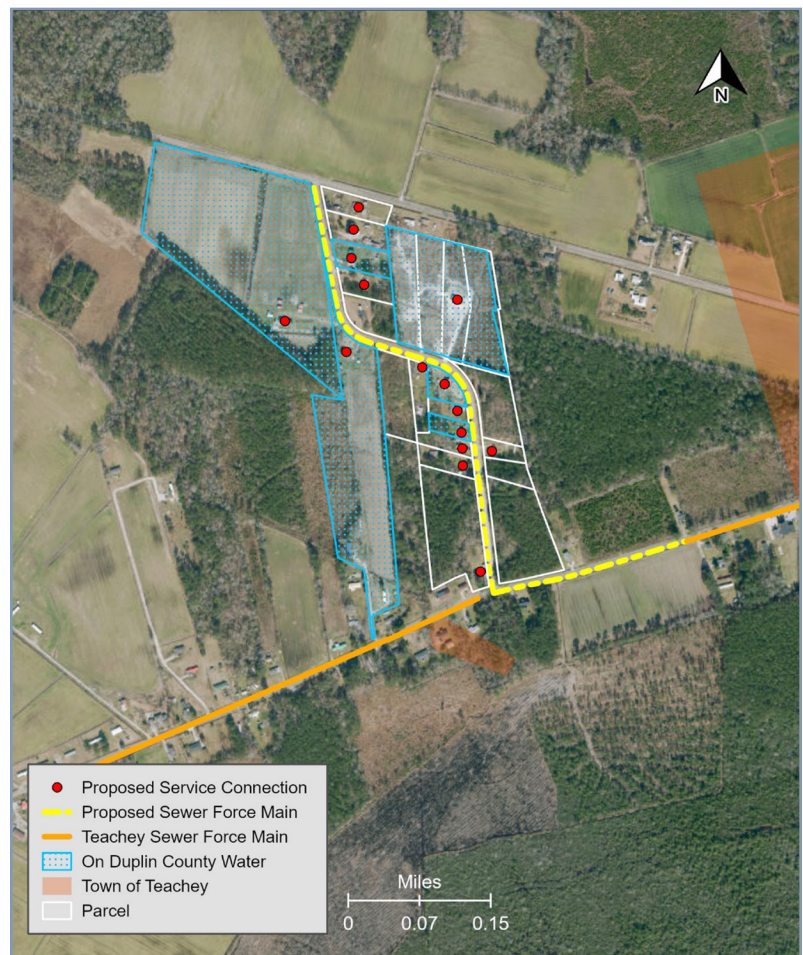 N
Proposed Service Connection
Proposed Sewer Force Main
Teachey Sewer Force Main
On Duplin County Water
Town of Teachey
Parcel
Miles
0 0.07 0.15